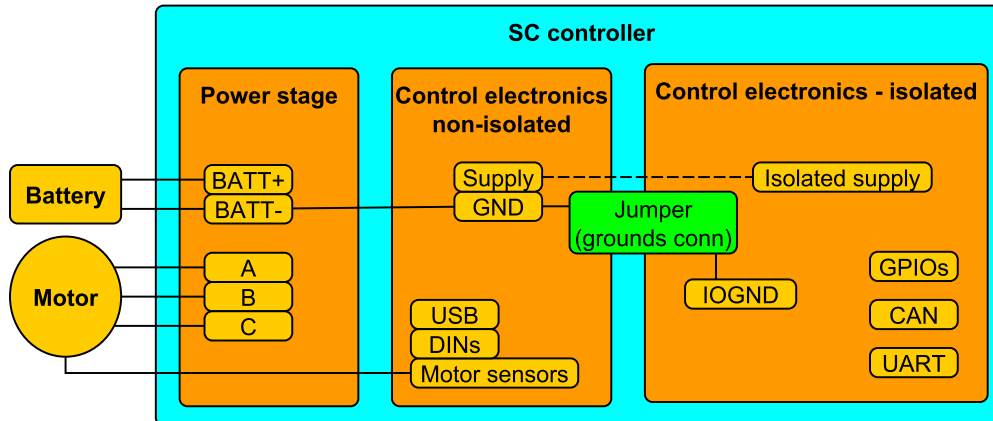 SC controller
Power stage
Control electronics
non-isolated
Control electronics - isolated
Battery
BATT+
BATT-
Supply
GND
Isolated supply
Jumper
(grounds conn)
Motor
A
B
C
IOGND
GPIOs
USB
DINs
Motor sensors
CAN
UART